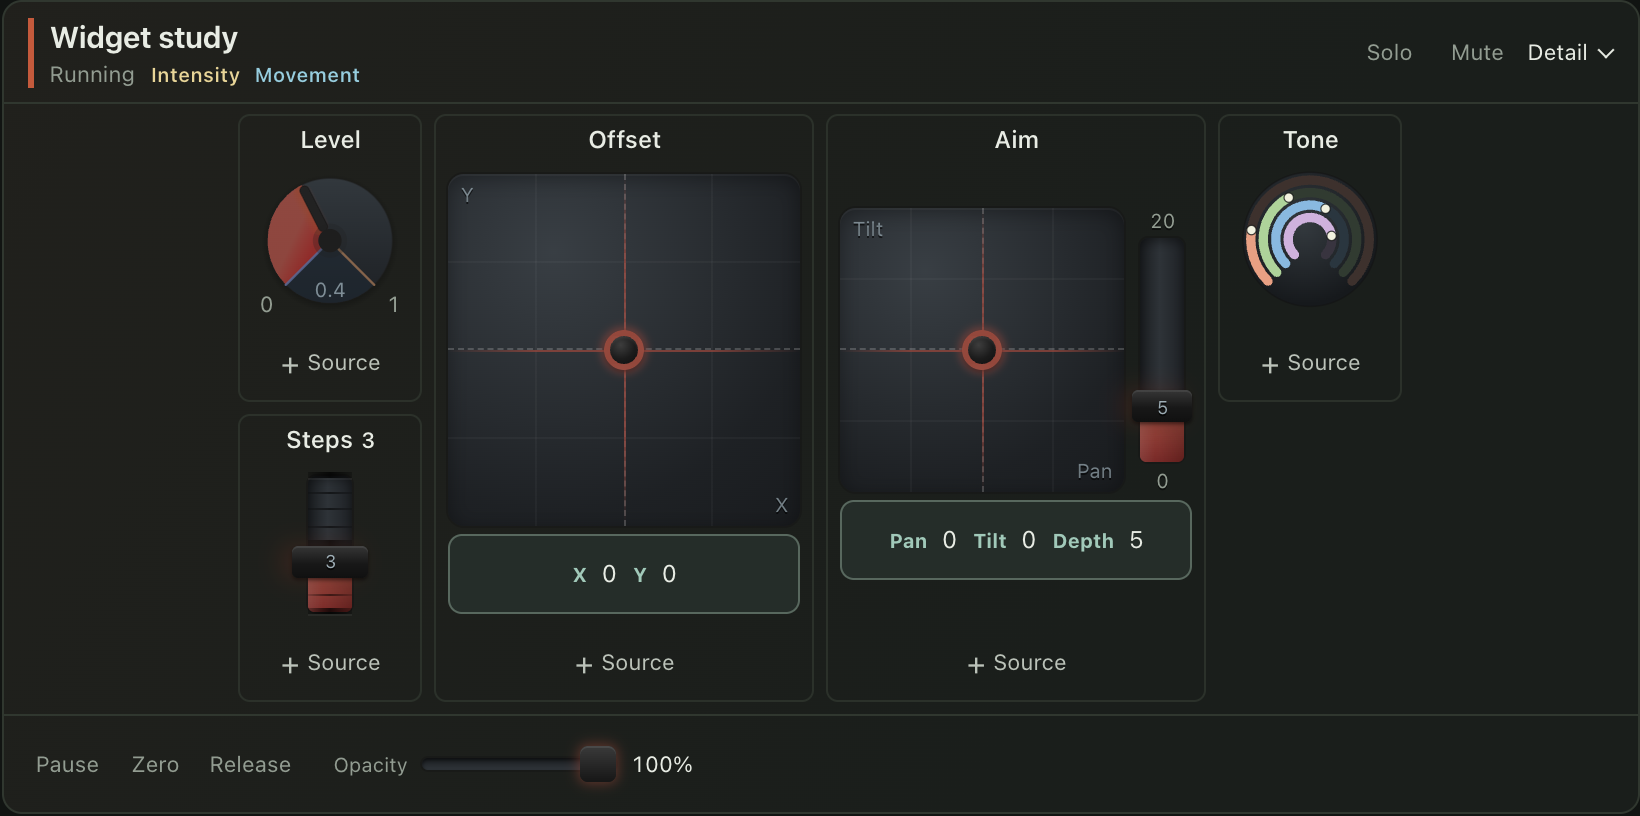 Widget study
Running Intensity Movement
Solo Mute Detail
Level
0.4
0 1
+ Source
Steps 3
3
+ Source
Offset
Y
X
X 0 Y 0
+ Source
Aim
Tilt
Pan
20
5
0
Pan 0 Tilt 0 Depth 5
+ Source
Tone
+ Source
Pause Zero Release Opacity 100%